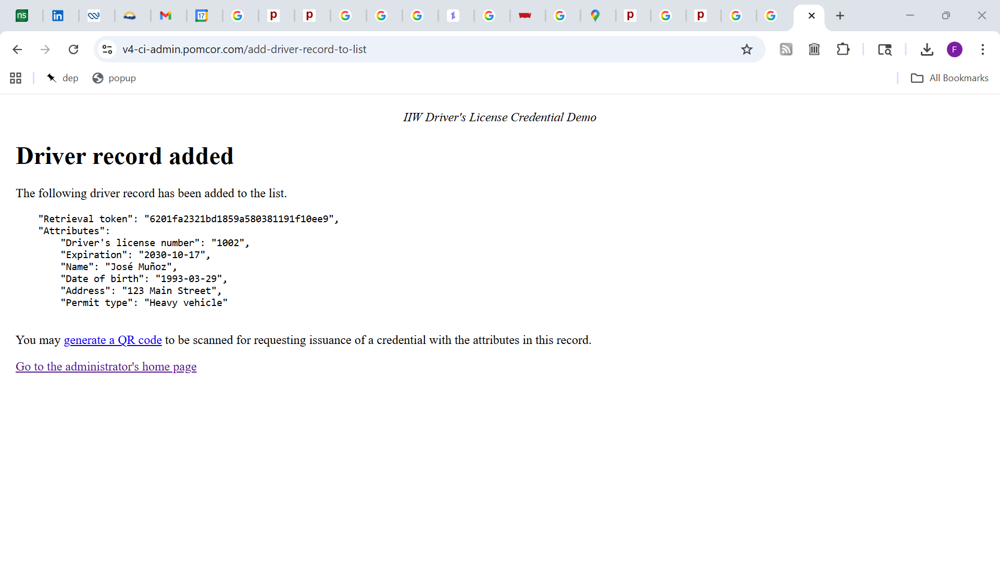 ns
in
17
p
p
p
p
v4-ci-admin.pomcor.com/add-driver-record-to-list
F
dep
popup
All Bookmarks
IIW Driver's License Credential Demo
Driver record added
The following driver record has been added to the list.
"Retrieval token": "6201fa2321bd1859a580381191f10ee9",
"Attributes":
"Driver's license number": "1002",
"Expiration": "2030-10-17",
"Name": "José Muñoz",
"Date of birth": "1993-03-29",
"Address": "123 Main Street",
"Permit type": "Heavy vehicle"
You may generate a QR code to be scanned for requesting issuance of a credential with the attributes in this record.
Go to the administrator's home page